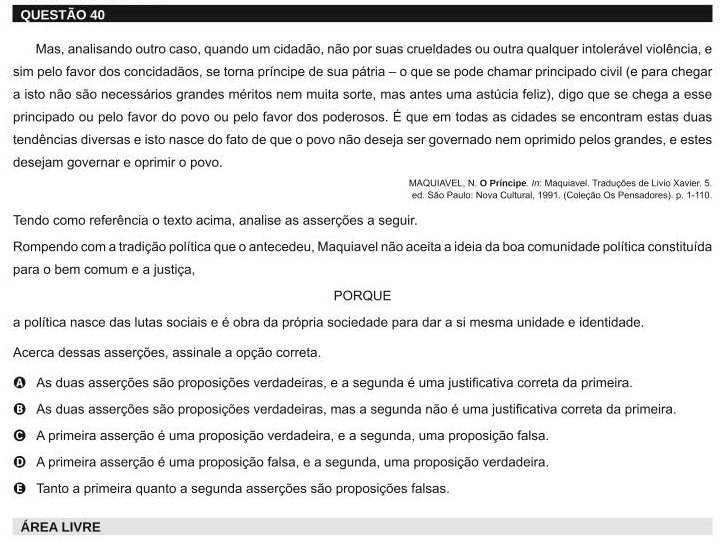 QUESTÃO 40
Mas, analisando outro caso, quando um cidadão, não por suas crueldades ou outra qualquer intolerável violência, e
sim pelo favor dos concidadãos, se torna príncipe de sua pátria – o que se pode chamar principado civil (e para chegar
a isto não são necessários grandes méritos nem muita sorte, mas antes uma astúcia feliz), digo que se chega a esse
principado ou pelo favor do povo ou pelo favor dos poderosos. É que em todas as cidades se encontram estas duas
tendências diversas e isto nasce do fato de que o povo não deseja ser governado nem oprimido pelos grandes, e estes
desejam governar e oprimir o povo.
MAQUIAVEL, N. O Príncipe. In: Maquiavel. Traduções de Livio Xavier. 5.
ed. São Paulo: Nova Cultural, 1991. (Coleção Os Pensadores). p. 1-110.
Tendo como referência o texto acima, analise as asserções a seguir.
Rompendo com a tradição política que o antecedeu, Maquiavel não aceita a ideia da boa comunidade política constituída
para o bem comum e a justiça,
PORQUE
a política nasce das lutas sociais e é obra da própria sociedade para dar a si mesma unidade e identidade.
Acerca dessas asserções, assinale a opção correta.
A As duas asserções são proposições verdadeiras, e a segunda é uma justificativa correta da primeira.
B As duas asserções são proposições verdadeiras, mas a segunda não é uma justificativa correta da primeira.
C A primeira asserção é uma proposição verdadeira, e a segunda, uma proposição falsa.
D A primeira asserção é uma proposição falsa, e a segunda, uma proposição verdadeira.
E Tanto a primeira quanto a segunda asserções são proposições falsas.
ÁREA LIVRE